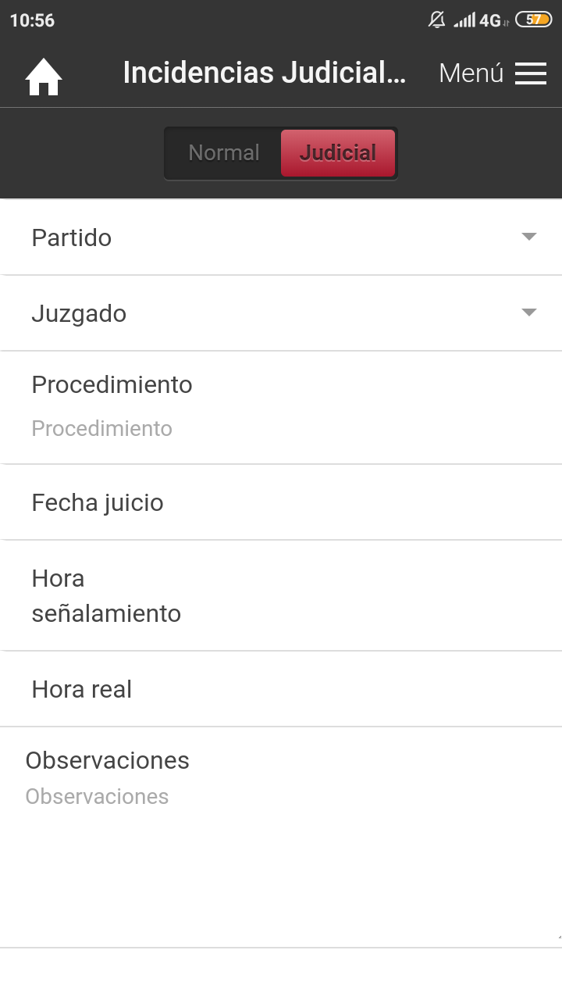 10:56 4G 57
Incidencias Judicial... Menú
Normal Judicial
Partido
Juzgado
Procedimiento
Procedimiento
Fecha juicio
Hora
señalamiento
Hora real
Observaciones
Observaciones